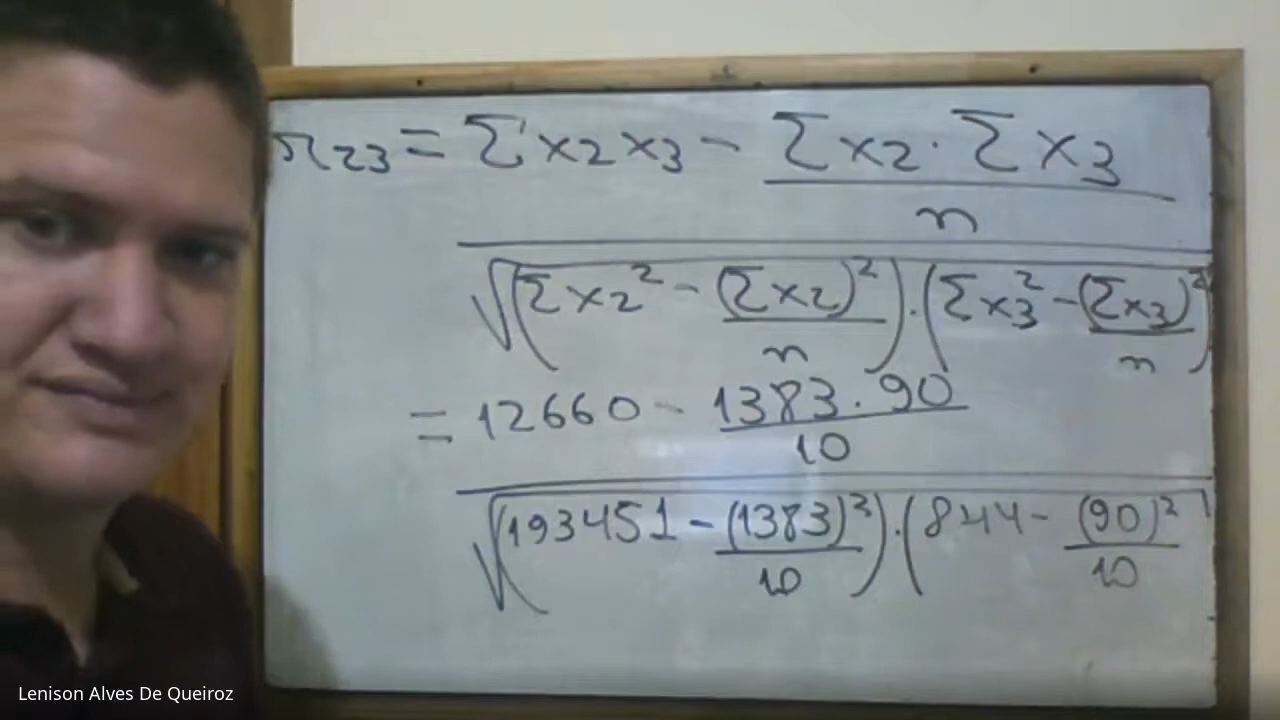 r23 = Σx2x3 - Σx2 . Σx3
n
√(Σx2² - (Σx2)²) . (Σx3² - (Σx3)²)
n n
= 12660 - 1383 . 90
10
√(193451 - (1383)²) . (844 - (90)²)
10 10
Lenison Alves De Queiroz